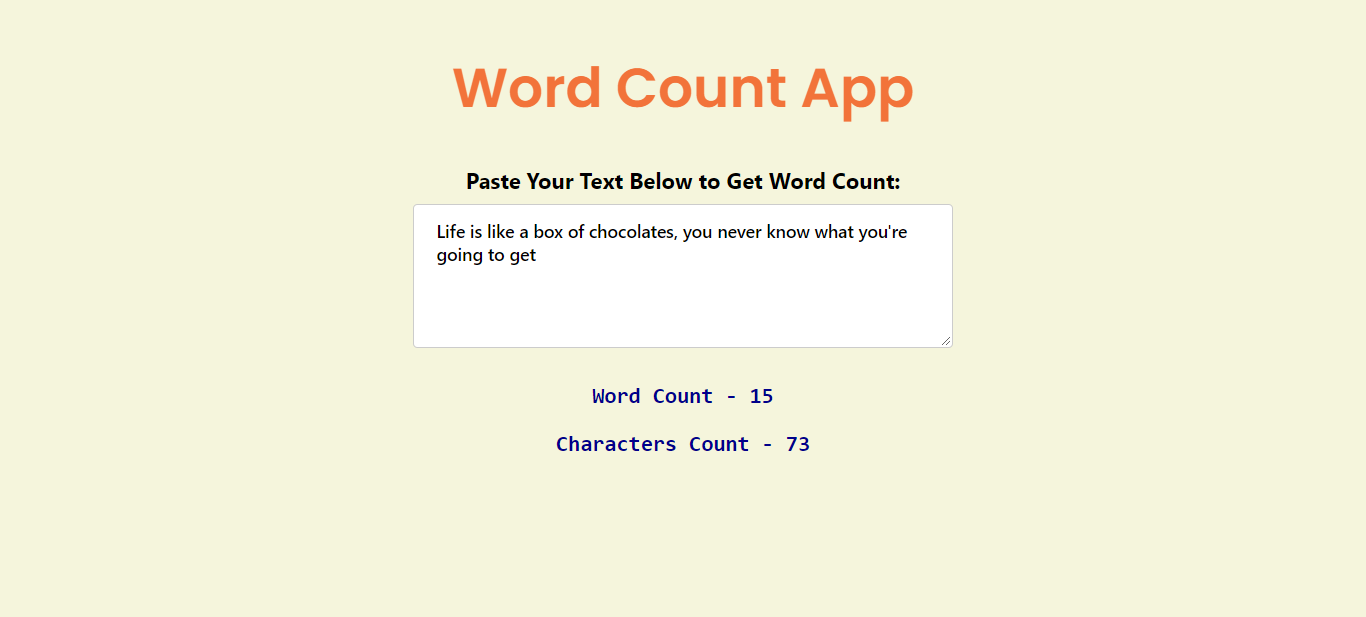 Word Count App
Paste Your Text Below to Get Word Count:
Life is like a box of chocolates, you never know what you're
going to get
Word Count - 15
Characters Count - 73